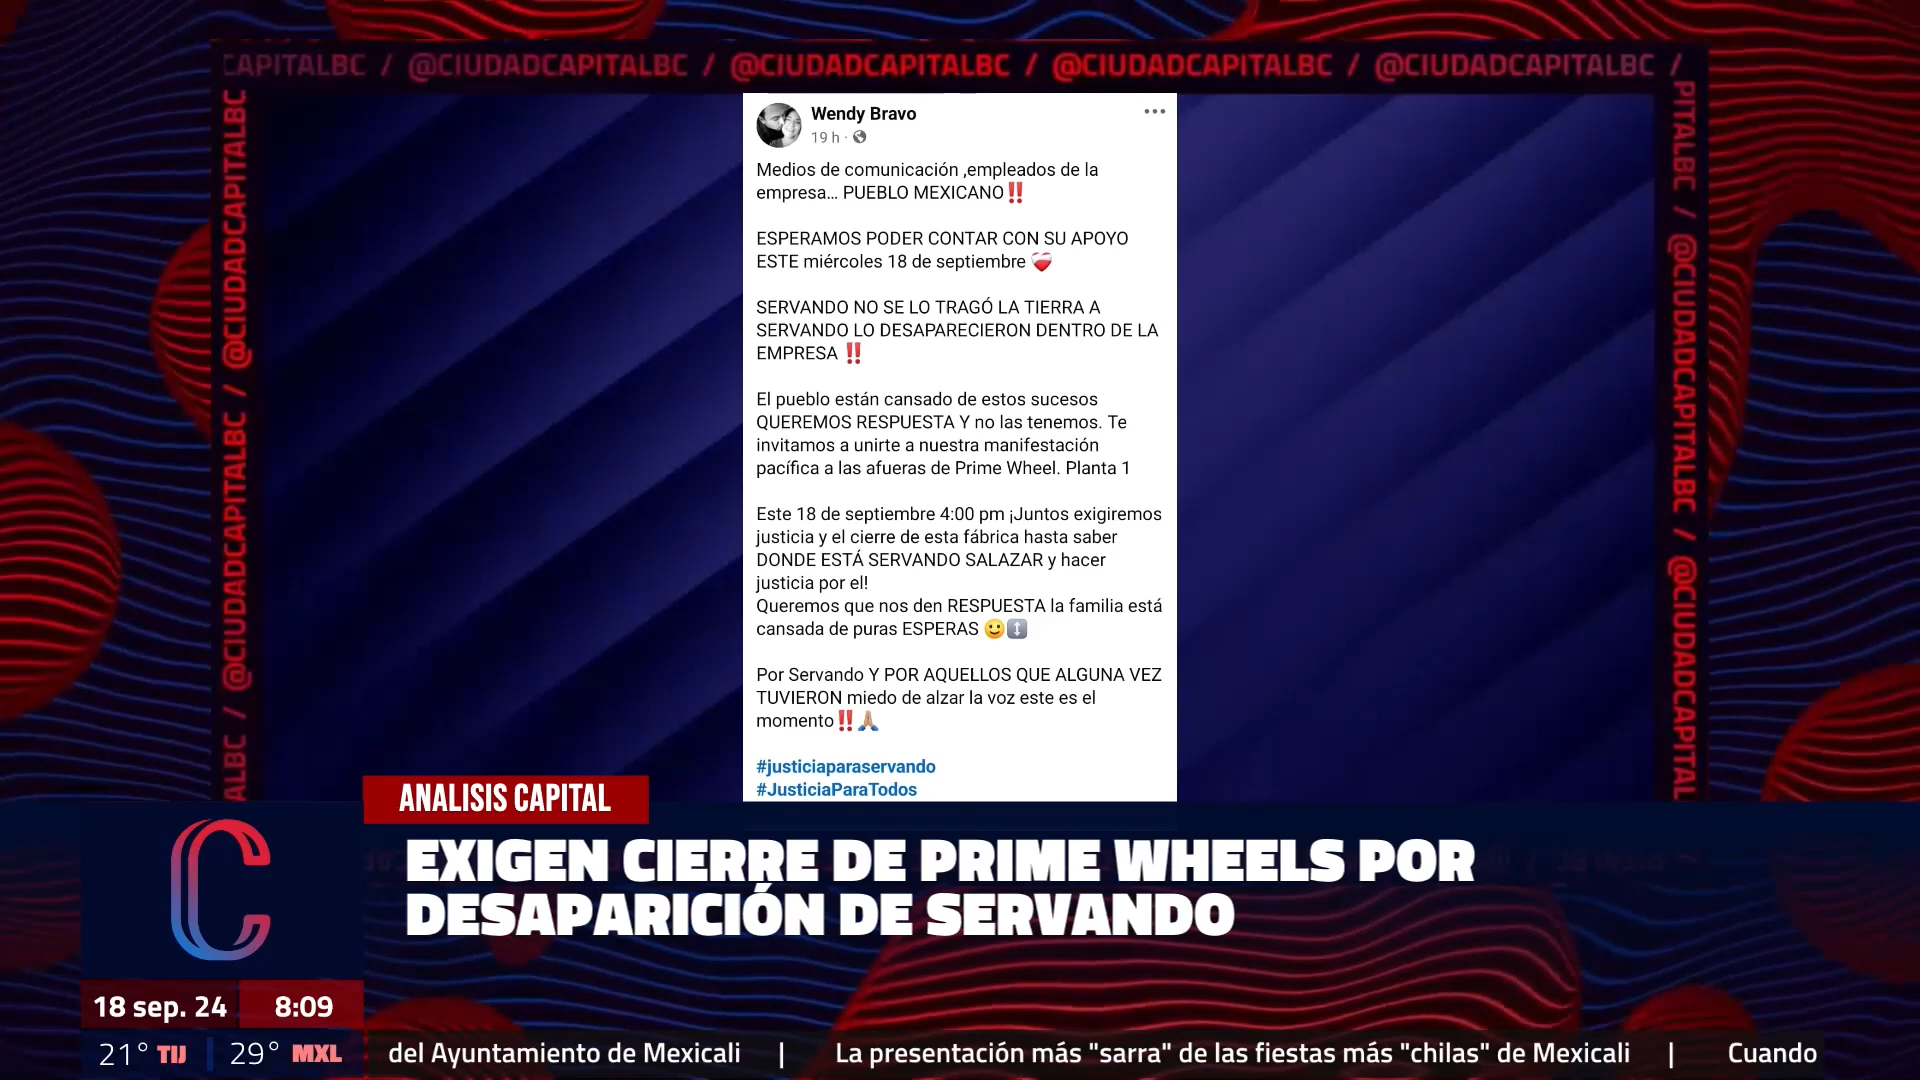 CAPITALBC / @CIUDADCAPITALBC / @CIUDADCAPITALBC / @CIUDADCAPITALBC / @CIUDADCAPITALBC /
ALBC / @CIUDADCAPITALBC / @CIUDADCAPITALBC
PITALBC / @CIUDADCAPITALBC / @CIUDADCAPITAL
Wendy Bravo
19 h ·
Medios de comunicación ,empleados de la
empresa... PUEBLO MEXICANO‼️
ESPERAMOS PODER CONTAR CON SU APOYO
ESTE miércoles 18 de septiembre ❤️‍🩹
SERVANDO NO SE LO TRAGÓ LA TIERRA A
SERVANDO LO DESAPARECIERON DENTRO DE LA
EMPRESA ‼️
El pueblo están cansado de estos sucesos
QUEREMOS RESPUESTA Y no las tenemos. Te
invitamos a unirte a nuestra manifestación
pacífica a las afueras de Prime Wheel. Planta 1
Este 18 de septiembre 4:00 pm ¡Juntos exigiremos
justicia y el cierre de esta fábrica hasta saber
DONDE ESTÁ SERVANDO SALAZAR y hacer
justicia por el!
Queremos que nos den RESPUESTA la familia está
cansada de puras ESPERAS 🙂↕️
Por Servando Y POR AQUELLOS QUE ALGUNA VEZ
TUVIERON miedo de alzar la voz este es el
momento‼️🙏🏼
#justiciaparaservando
#JusticiaParaTodos
ANALISIS CAPITAL
EXIGEN CIERRE DE PRIME WHEELS POR
DESAPARICIÓN DE SERVANDO
18 sep. 24 8:09
21° TIJ | 29° MXL
del Ayuntamiento de Mexicali | La presentación más "sarra" de las fiestas más "chilas" de Mexicali | Cuando